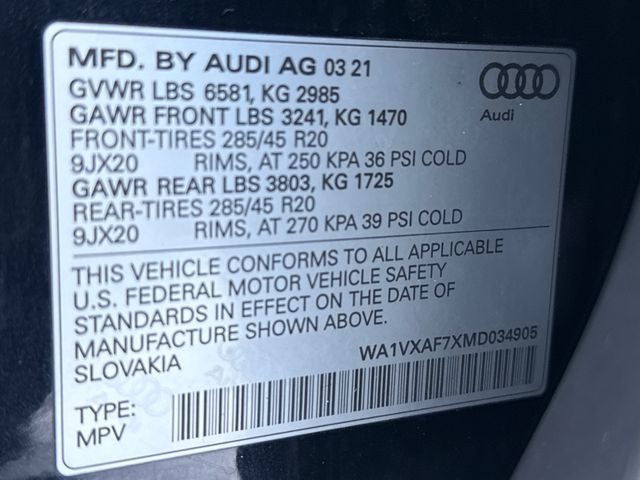 MFD. BY AUDI AG 03 21
GVWR LBS 6581, KG 2985
GAWR FRONT LBS 3241, KG 1470
FRONT-TIRES 285/45 R20
9JX20 RIMS, AT 250 KPA 36 PSI COLD
GAWR REAR LBS 3803, KG 1725
REAR-TIRES 285/45 R20
9JX20 RIMS, AT 270 KPA 39 PSI COLD
Audi
THIS VEHICLE CONFORMS TO ALL APPLICABLE
U.S. FEDERAL MOTOR VEHICLE SAFETY
STANDARDS IN EFFECT ON THE DATE OF
MANUFACTURE SHOWN ABOVE.
SLOVAKIA
WA1VXAF7XMD034905
TYPE:
MPV